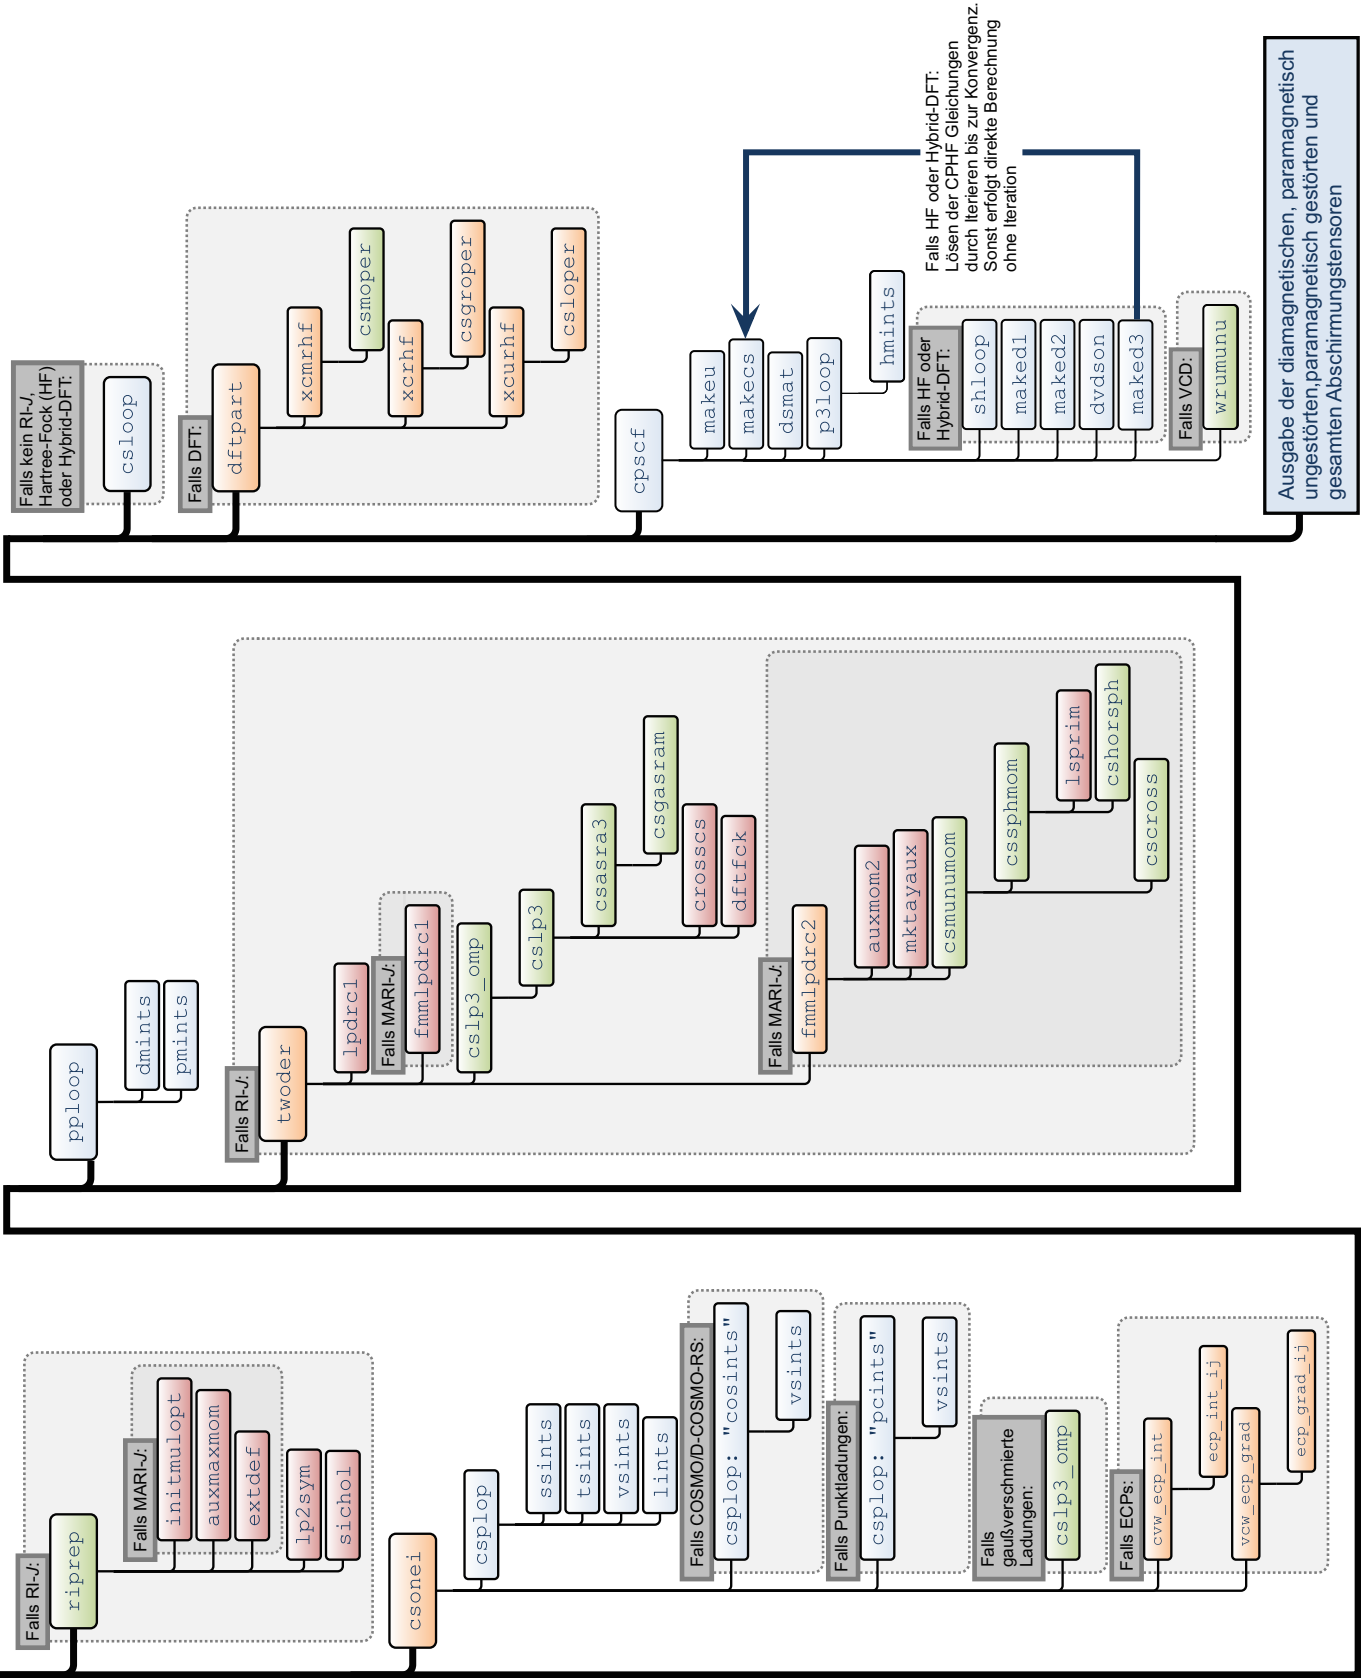 Falls RI-J:
riprep
Falls MARI-J:
initmulopt
auxmaxmom
extdef
lp2sym
sichol
csonei
csplop
ssints
tsints
vsints
lints
Falls COSMO/D-COSMO-RS:
csplop: "cosints"
vsints
Falls Punktladungen:
csplop: "pcints"
vsints
Falls
gaußverschmierte
Ladungen:
cslp3_omp
Falls ECPs:
cvw_ecp_int
ecp_int_ij
vcw_ecp_grad
ecp_grad_ij
pploop
dmints
pmints
Falls RI-J:
twoder
lpdrc1
Falls MARI-J:
fmmlpdrc1
cslp3_omp
cslp3
csasra3
csgasram
crosscs
dftfck
Falls MARI-J:
fmmlpdrc2
auxmom2
mktayaux
csmunumom
cssphmom
lsprim
cshorsph
cscross
Falls kein RI-J,
Hartree-Fock (HF)
oder Hybrid-DFT:
csloop
Falls DFT:
dftpart
xcmrhf
csmoper
xcrhf
csgroper
xcurhf
csloper
cpscf
makeu
makecs
dsmat
p3loop
hmints
Falls HF oder
Hybrid-DFT:
shloop
maked1
maked2
dvdson
maked3
Falls HF oder Hybrid-DFT:
Lösen der CPHF Gleichungen
durch Iterieren bis zur Konvergenz.
Sonst erfolgt direkte Berechnung
ohne Iteration
Falls VCD:
wrumunu
Ausgabe der diamagnetischen, paramagnetisch
ungestörten,paramagnetisch gestörten und
gesamten Abschirmungstensoren